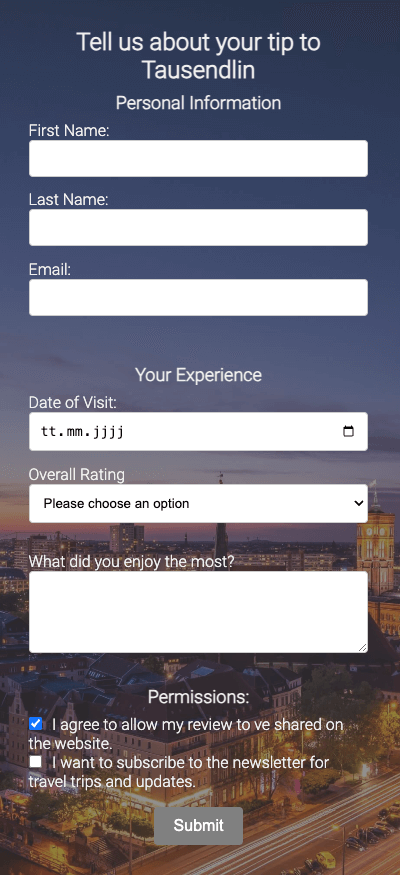 Tell us about your tip to
Tausendlin
Personal Information
First Name:
Last Name:
Email:
Your Experience
Date of Visit:
tt.mm.jjjj
Overall Rating
Please choose an option
What did you enjoy the most?
Permissions:
I agree to allow my review to ve shared on
the website.
I want to subscribe to the newsletter for
travel trips and updates.
Submit